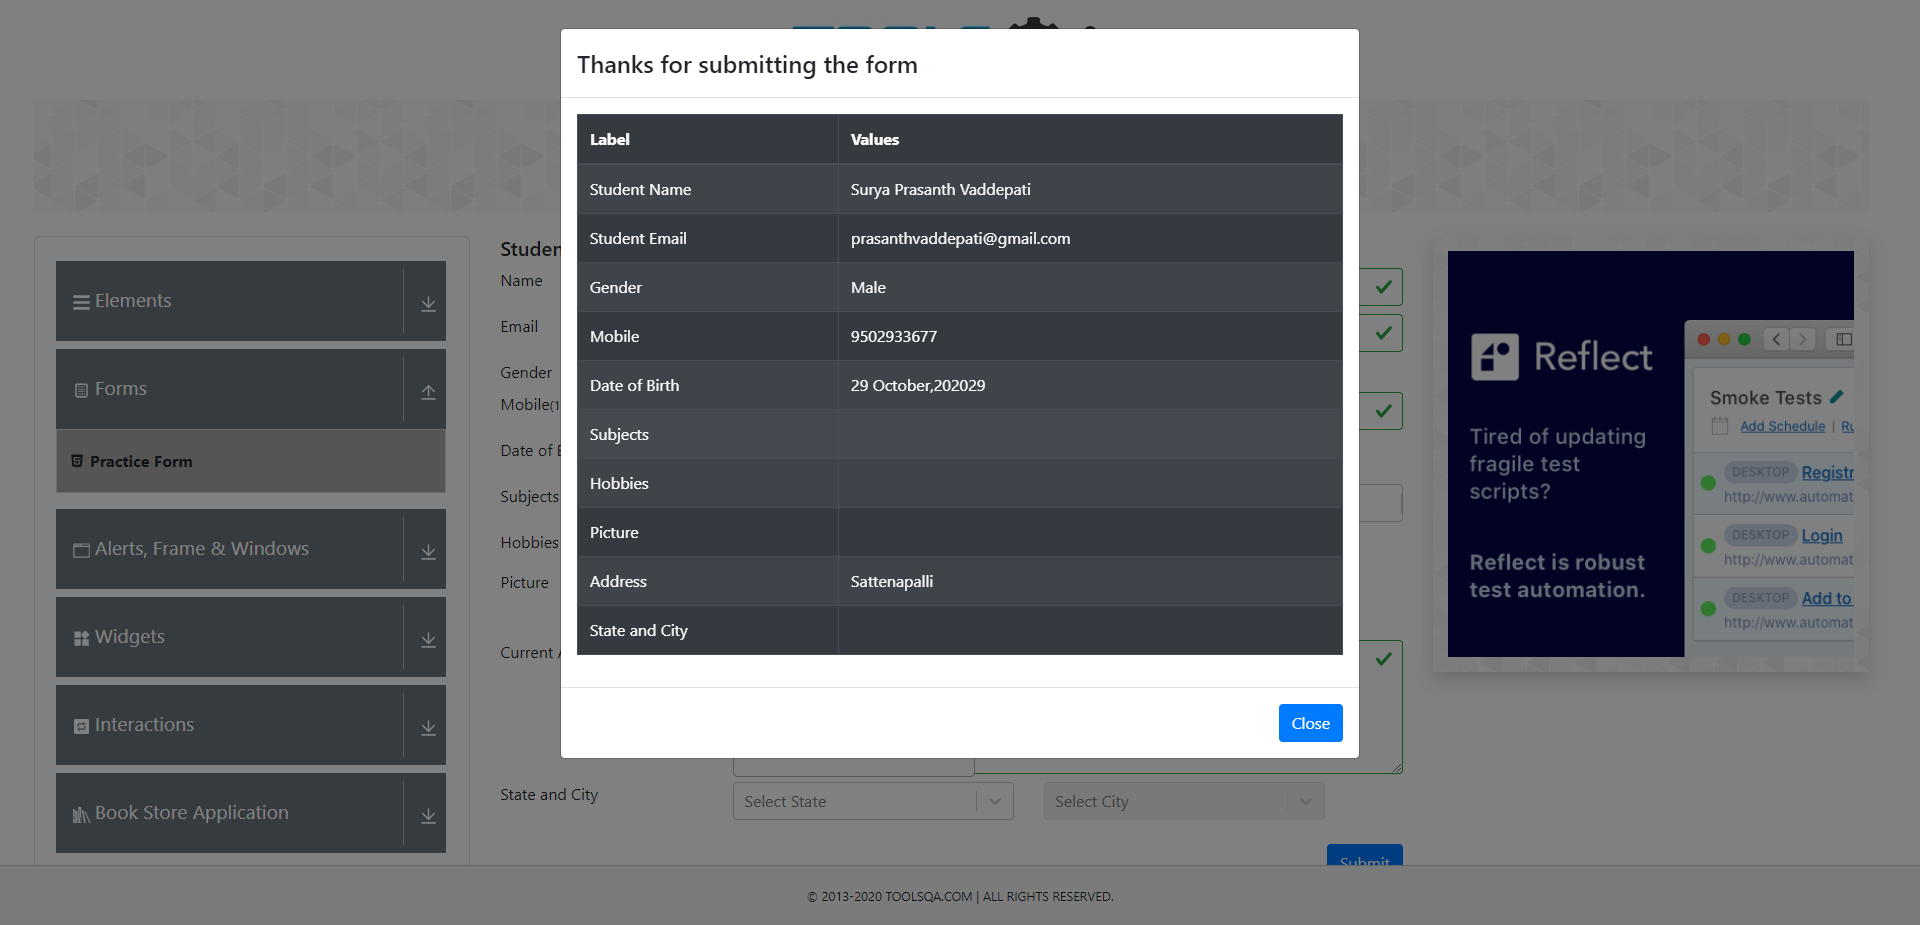 Thanks for submitting the form
Label Values
Student Name Surya Prasanth Vaddepati
Student Email prasanthvaddepati@gmail.com
Gender Male
Mobile 9502933677
Date of Birth 29 October,202029
Subjects
Hobbies
Picture
Address Sattenapalli
State and City
Close
Elements
Forms
Practice Form
Alerts, Frame & Windows
Widgets
Interactions
Book Store Application
Name
Email
Gender
Mobile(1
Date of
Subjects
Hobbies
Picture
Current
State and City
Select State
Select City
Submit
Reflect
Tired of updating
fragile test
scripts?
Reflect is robust
test automation.
Smoke Tests
Add Schedule |
DESKTOP
http://www.automat
DESKTOP Login
http://www.automat
DESKTOP Add to
http://www.automat
© 2013-2020 TOOLSQA.COM | ALL RIGHTS RESERVED.